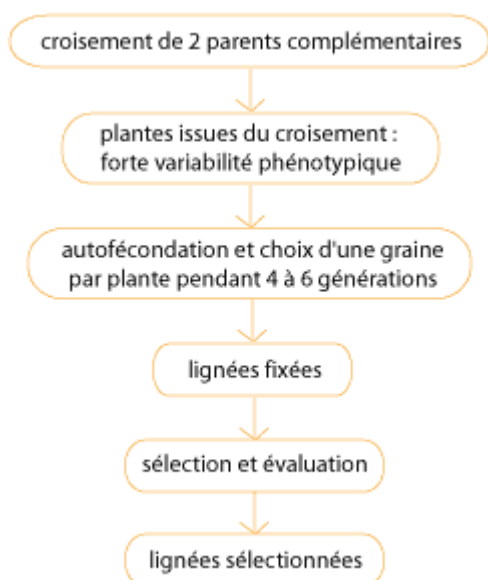 croisement de 2 parents complémentaires
plantes issues du croisement :
forte variabilité phénotypique
autofécondation et choix d'une graine
par plante pendant 4 à 6 générations
lignées fixées
sélection et évaluation
lignées sélectionnées